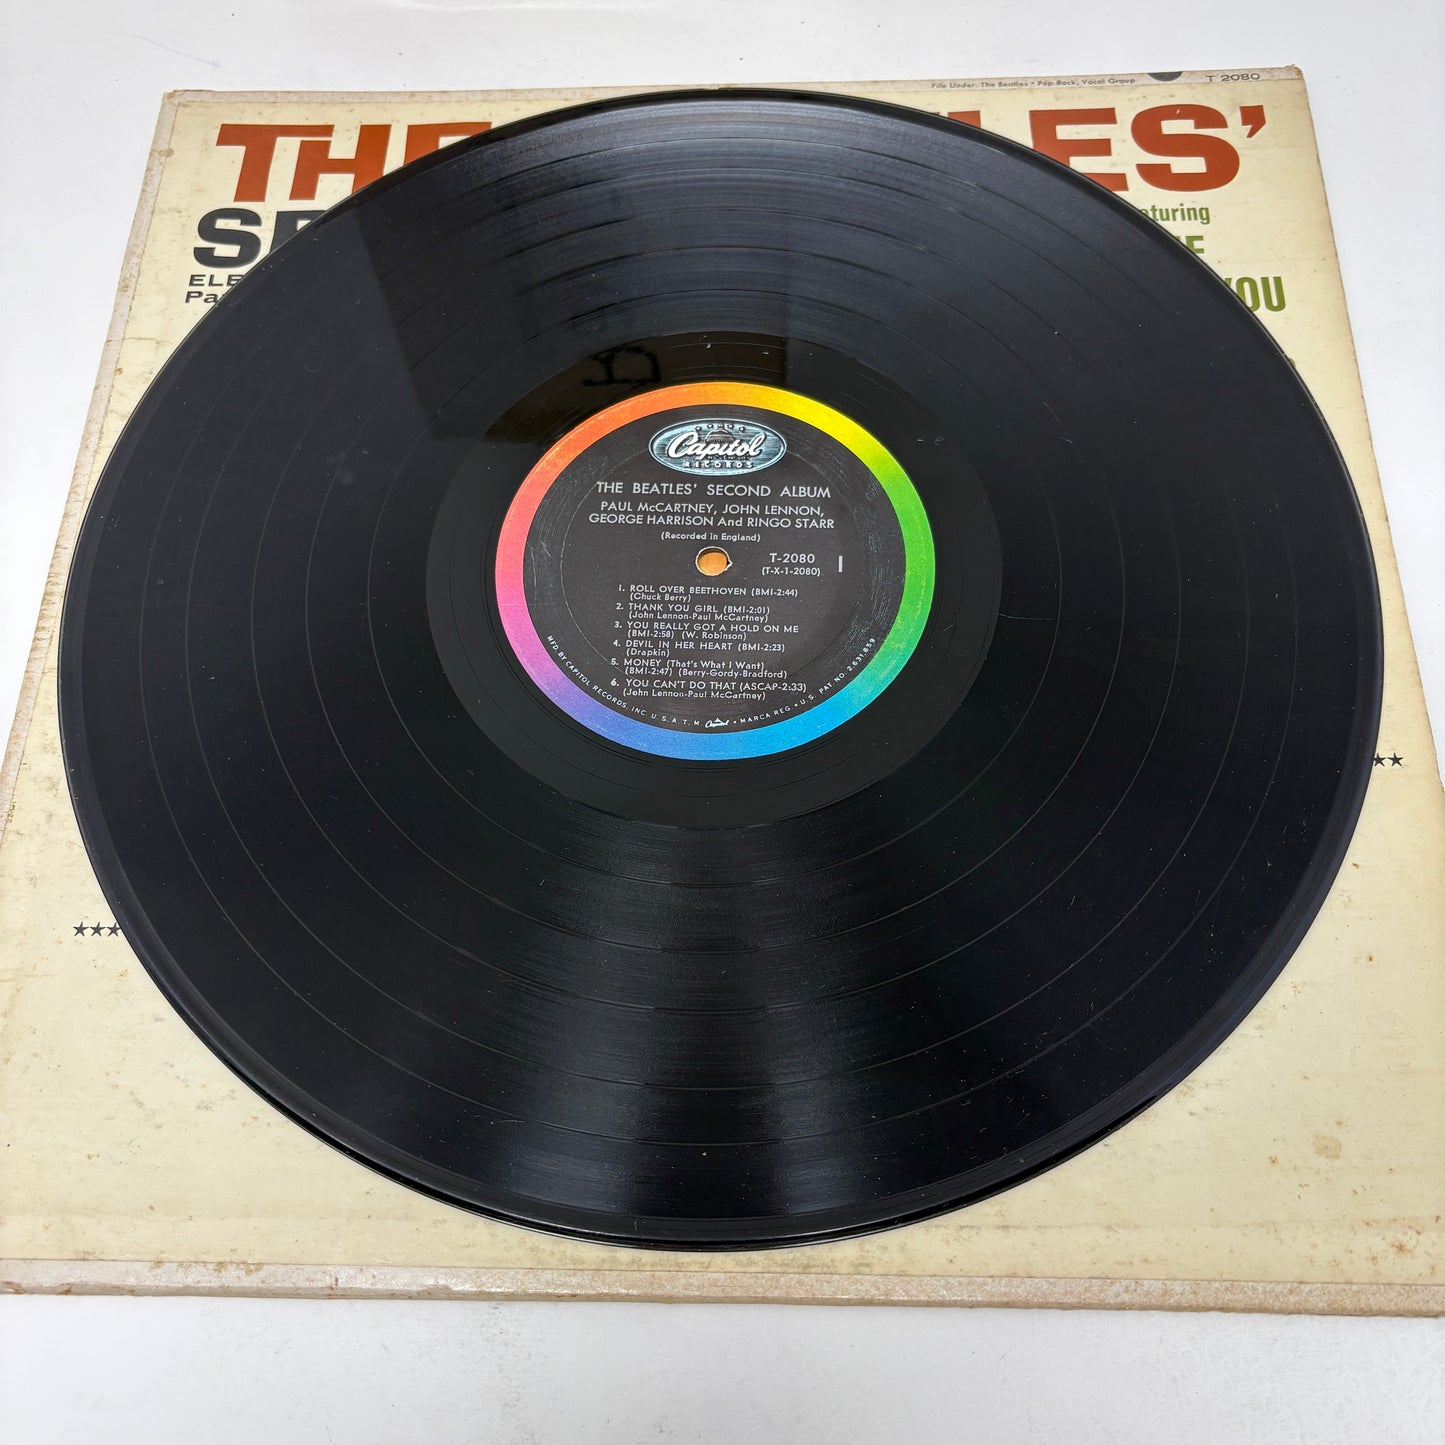 File Under: The Beatles • Pop Rock, Vocal Group
T 2080
THE
LES'
SE
turing
ELE
Pa
YOU
Capitol
RECORDS
THE BEATLES' SECOND ALBUM
PAUL McCARTNEY, JOHN LENNON,
GEORGE HARRISON And RINGO STARR
(Recorded in England)
T-2080
(T-X-1-2080)
1
1. ROLL OVER BEETHOVEN (BMI-2:44)
(Chuck Berry)
2. THANK YOU GIRL (BMI-2:01)
(John Lennon-Paul McCartney)
3. YOU REALLY GOT A HOLD ON ME
(BMI-2:58) (W. Robinson)
4. DEVIL IN HER HEART (BMI-2:23)
(Drapkin)
5. MONEY (That's What I Want)
(BMI-2:47) (Berry-Gordy-Bradford)
6. YOU CAN'T DO THAT (ASCAP-2:33)
(John Lennon-Paul McCartney)
MFD. BY CAPITOL RECORDS, INC. U.S.A. T.M. Capitol • MARCA REG. • U.S. PAT. NO. 2,631,859